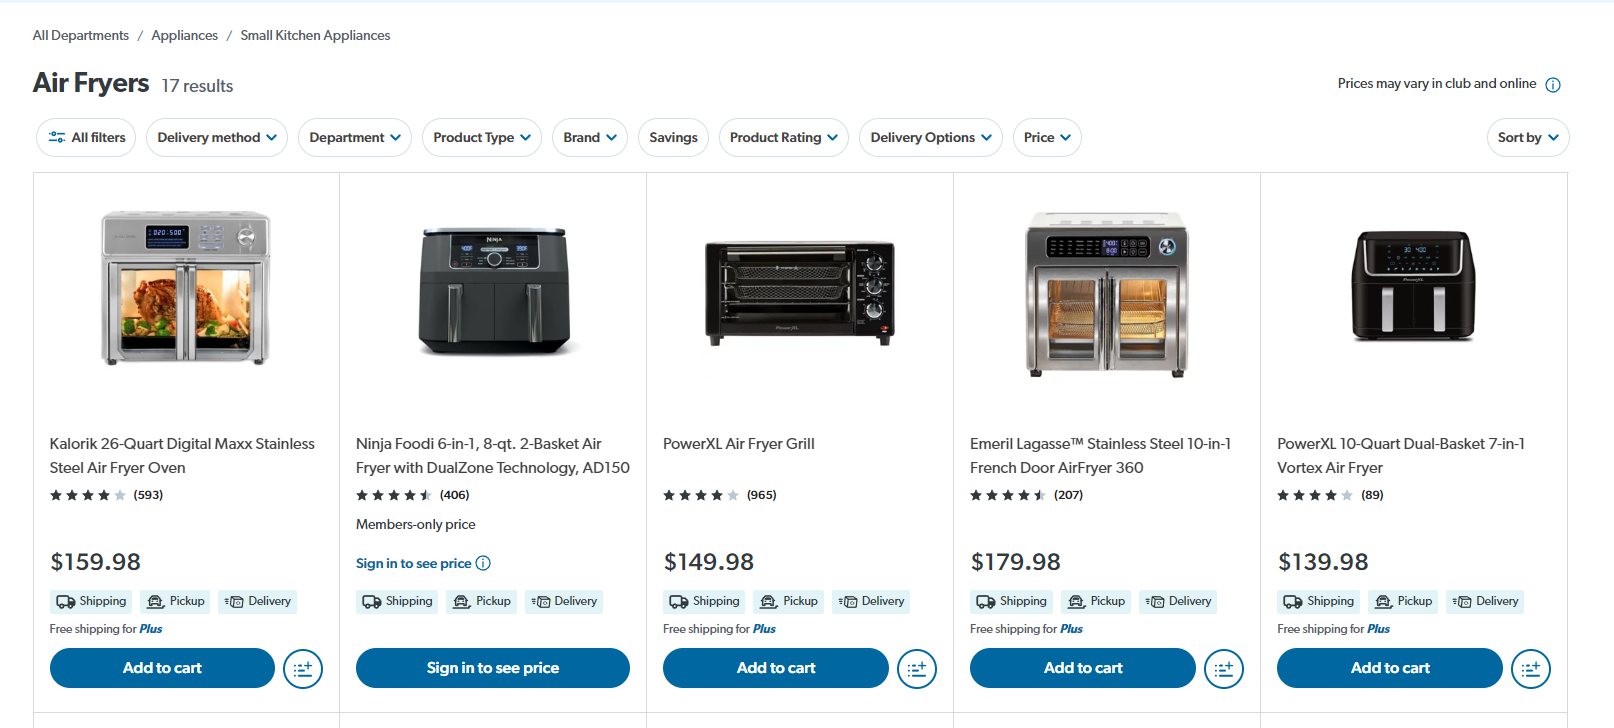 All Departments / Appliances / Small Kitchen Appliances
Air Fryers 17 results
Prices may vary in club and online
All filters
Delivery method
Department
Product Type
Brand
Savings
Product Rating
Delivery Options
Price
Sort by
Kalorik 26-Quart Digital Maxx Stainless
Steel Air Fryer Oven
(593)
$159.98
Shipping
Pickup
Delivery
Free shipping for Plus
Add to cart
NINJA
Ninja Foodi 6-in-1, 8-qt. 2-Basket Air
Fryer with DualZone Technology, AD150
(406)
Members-only price
Sign in to see price
Shipping
Pickup
Delivery
Sign in to see price
PowerXL
PowerXL Air Fryer Grill
(965)
$149.98
Shipping
Pickup
Delivery
Free shipping for Plus
Add to cart
Emeril Lagasse™ Stainless Steel 10-in-1
French Door AirFryer 360
(207)
$179.98
Shipping
Pickup
Delivery
Free shipping for Plus
Add to cart
PowerXL
PowerXL 10-Quart Dual-Basket 7-in-1
Vortex Air Fryer
(89)
$139.98
Shipping
Pickup
Delivery
Free shipping for Plus
Add to cart